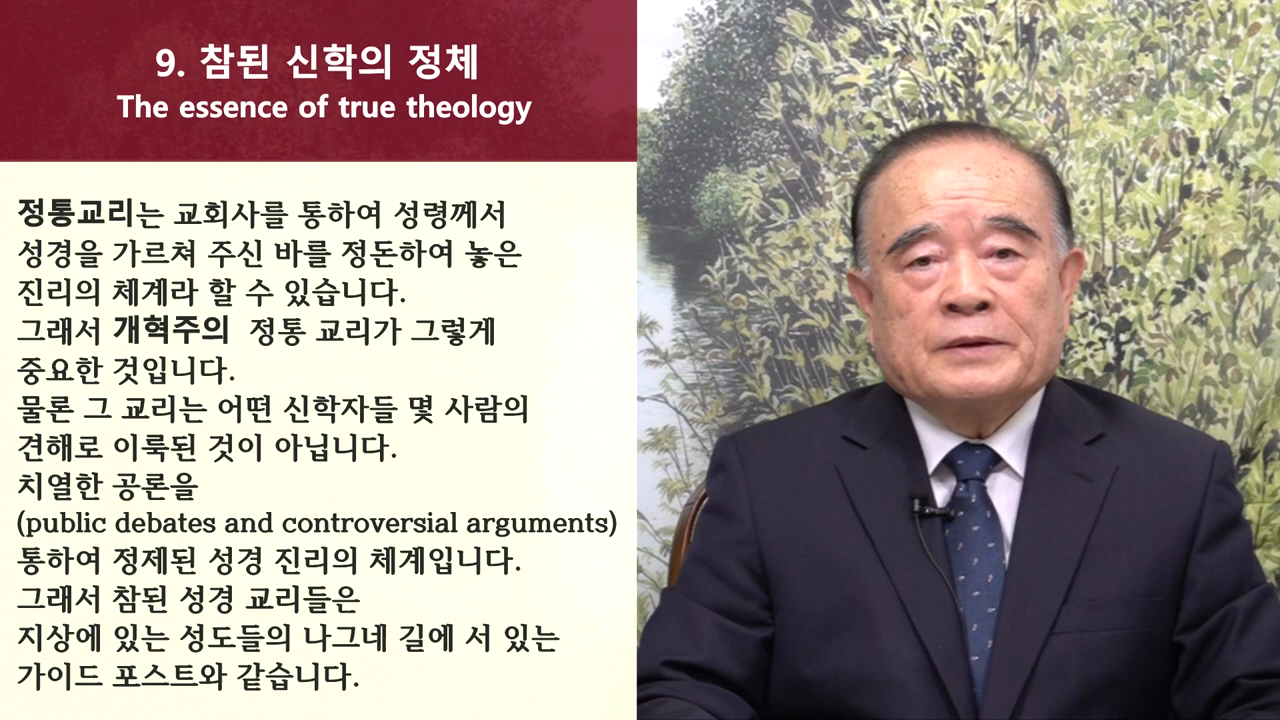 9. 참된 신학의 정체
The essence of true theology
정통교리는 교회사를 통하여 성령께서
성경을 가르쳐 주신 바를 정돈하여 놓은
진리의 체계라 할 수 있습니다.
그래서 개혁주의 정통 교리가 그렇게
중요한 것입니다.
물론 그 교리는 어떤 신학자들 몇 사람의
견해로 이룩된 것이 아닙니다.
치열한 공론을
(public debates and controversial arguments)
통하여 정제된 성경 진리의 체계입니다.
그래서 참된 성경 교리들은
지상에 있는 성도들의 나그네 길에 서 있는
가이드 포스트와 같습니다.